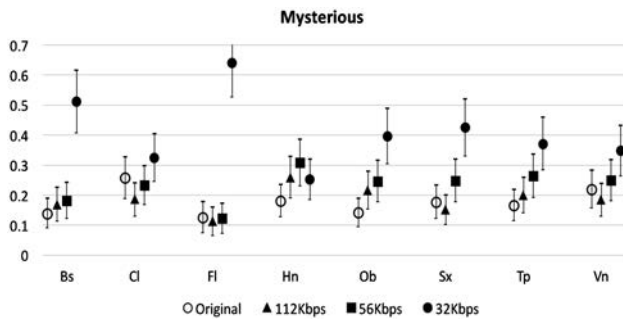 Mysterious
0.7
0.6
0.5
0.4
0.3
0.2
0.1
0
Bs Cl Fl Hn Ob Sx Tp Vn
Original 112Kbps 56Kbps 32Kbps